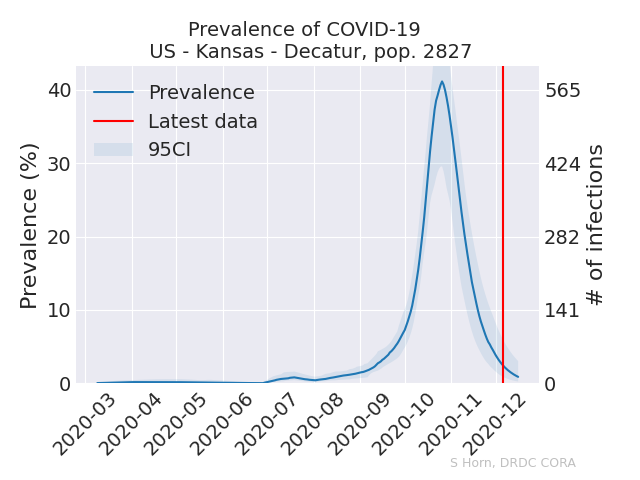 Prevalence of COVID-19
US - Kansas - Decatur, pop. 2827
Prevalence
Latest data
95CI
Prevalence (%)
40
30
20
10
0
565
424
282
141
0
# of infections
2020-03
2020-04
2020-05
2020-06
2020-07
2020-08
2020-09
2020-10
2020-11
2020-12
S Horn, DRDC CORA